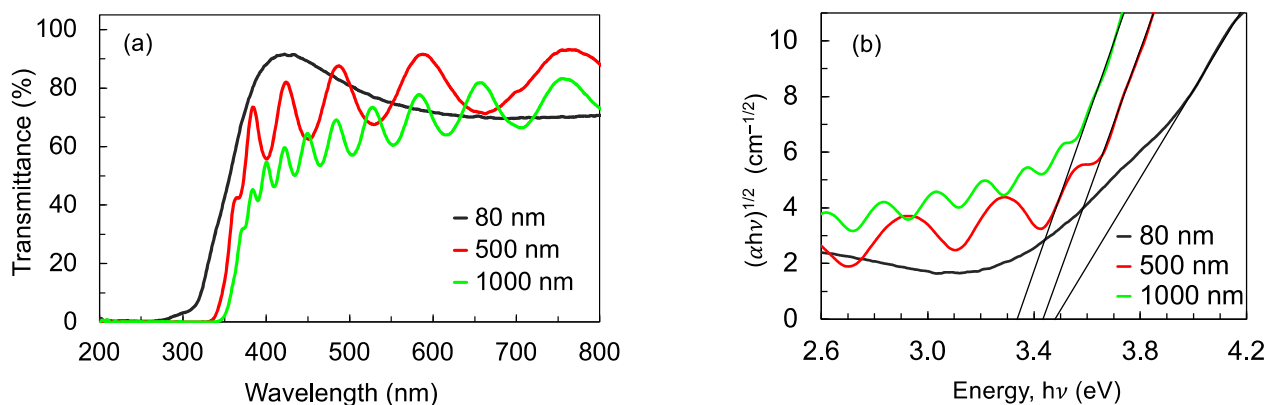 (a)
Transmittance (%)
100
80
60
40
20
0
80 nm
500 nm
1000 nm
200 300 400 500 600 700 800
Wavelength (nm)
(b)
(αhν)^{1/2} (cm^{−1/2})
10
8
6
4
2
0
80 nm
500 nm
1000 nm
2.6 3.0 3.4 3.8 4.2
Energy, hν (eV)